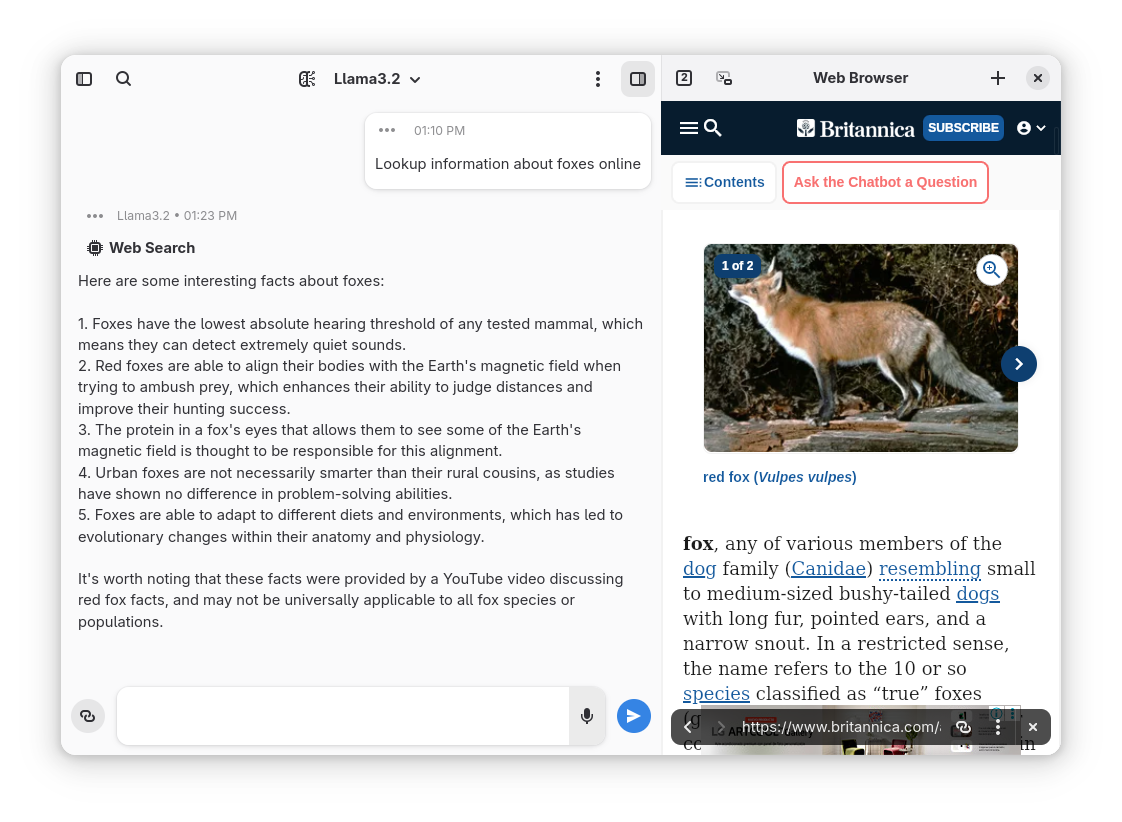 Llama3.2
01:10 PM
Lookup information about foxes online
Llama3.2 • 01:23 PM
Web Search
Here are some interesting facts about foxes:
1. Foxes have the lowest absolute hearing threshold of any tested mammal, which
means they can detect extremely quiet sounds.
2. Red foxes are able to align their bodies with the Earth's magnetic field when
trying to ambush prey, which enhances their ability to judge distances and
improve their hunting success.
3. The protein in a fox's eyes that allows them to see some of the Earth's
magnetic field is thought to be responsible for this alignment.
4. Urban foxes are not necessarily smarter than their rural cousins, as studies
have shown no difference in problem-solving abilities.
5. Foxes are able to adapt to different diets and environments, which has led to
evolutionary changes within their anatomy and physiology.
It's worth noting that these facts were provided by a YouTube video discussing
red fox facts, and may not be universally applicable to all fox species or
populations.
2
Web Browser
Britannica
SUBSCRIBE
Contents
Ask the Chatbot a Question
1 of 2
red fox (Vulpes vulpes)
fox, any of various members of the
dog family (Canidae) resembling small
to medium-sized bushy-tailed dogs
with long fur, pointed ears, and a
narrow snout. In a restricted sense,
the name refers to the 10 or so
species classified as “true” foxes
https://www.britannica.com/